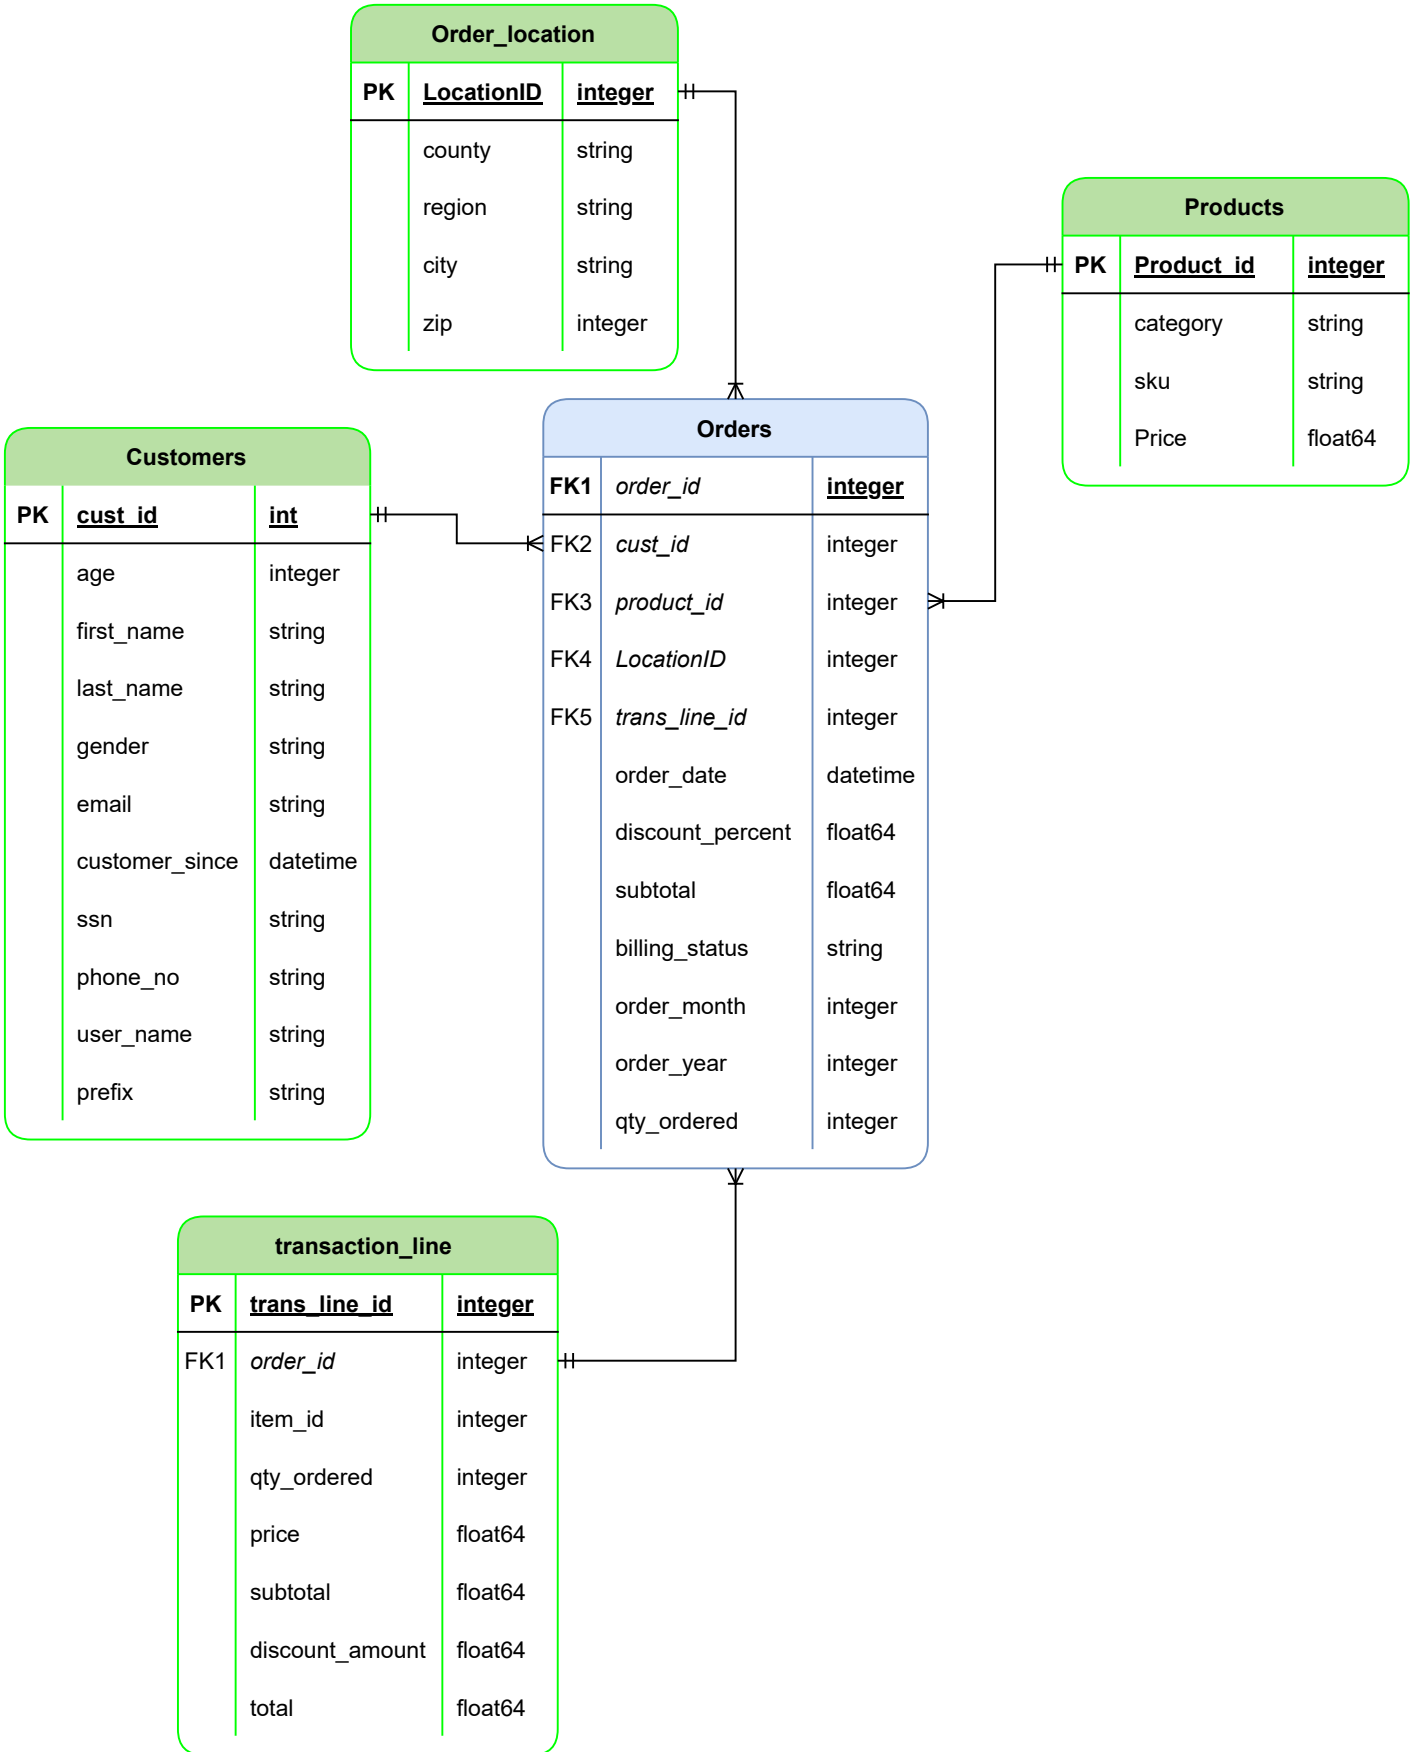 Order_location
PK LocationID integer
county string
region string
city string
zip integer
Products
PK Product_id integer
category string
sku string
Price float64
Customers
PK cust_id int
age integer
first_name string
last_name string
gender string
email string
customer_since datetime
ssn string
phone_no string
user_name string
prefix string
Orders
FK1 order_id integer
FK2 cust_id integer
FK3 product_id integer
FK4 LocationID integer
FK5 trans_line_id integer
order_date datetime
discount_percent float64
subtotal float64
billing_status string
order_month integer
order_year integer
qty_ordered integer
transaction_line
PK trans_line_id integer
FK1 order_id integer
item_id integer
qty_ordered integer
price float64
subtotal float64
discount_amount float64
total float64